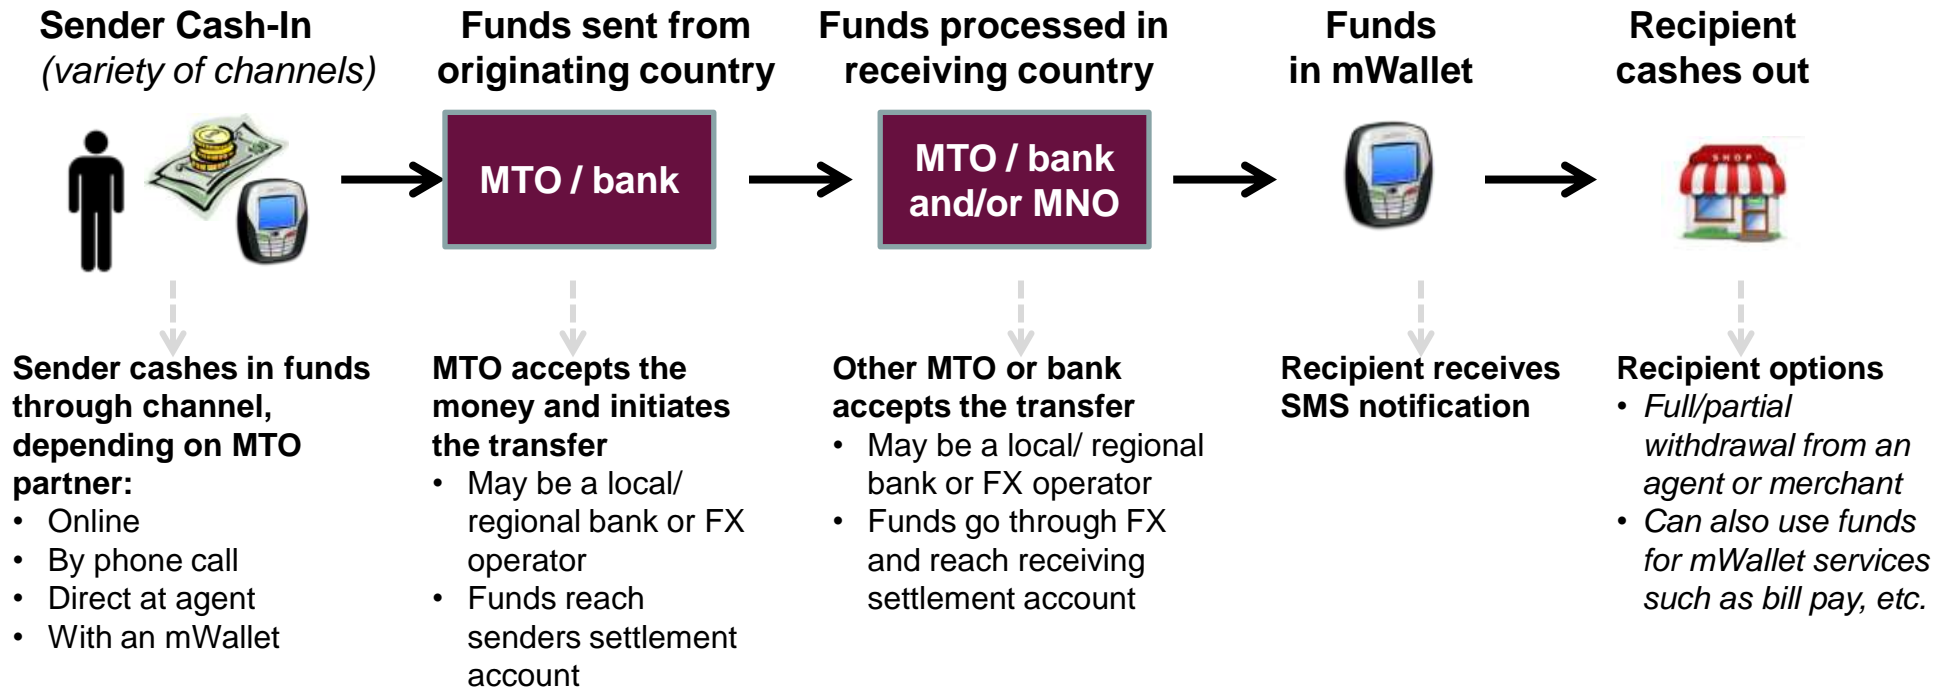 Sender Cash-In
(variety of channels)
Funds sent from
originating country
Funds processed in
receiving country
Funds
in mWallet
Recipient
cashes out
MTO / bank
MTO / bank
and/or MNO
SHOP
Sender cashes in funds
through channel,
depending on MTO
partner:
• Online
• By phone call
• Direct at agent
• With an mWallet
MTO accepts the
money and initiates
the transfer
• May be a local/
regional bank or FX
operator
• Funds reach
senders settlement
account
Other MTO or bank
accepts the transfer
• May be a local/ regional
bank or FX operator
• Funds go through FX
and reach receiving
settlement account
Recipient receives
SMS notification
Recipient options
• Full/partial
withdrawal from an
agent or merchant
• Can also use funds
for mWallet services
such as bill pay, etc.